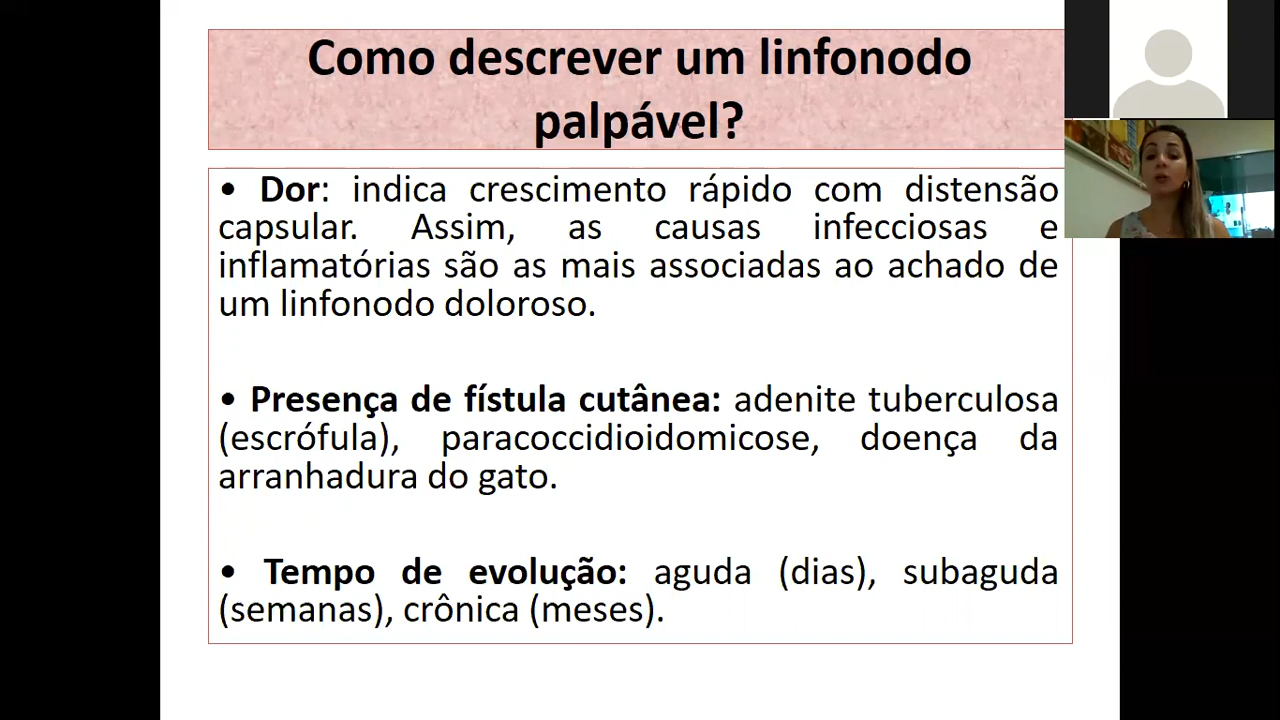 Como descrever um linfonodo
palpável?
• Dor: indica crescimento rápido com distensão
capsular. Assim, as causas infecciosas e
inflamatórias são as mais associadas ao achado de
um linfonodo doloroso.
• Presença de fístula cutânea: adenite tuberculosa
(escrófula), paracoccidioidomicose, doença da
arranhadura do gato.
• Tempo de evolução: aguda (dias), subaguda
(semanas), crônica (meses).